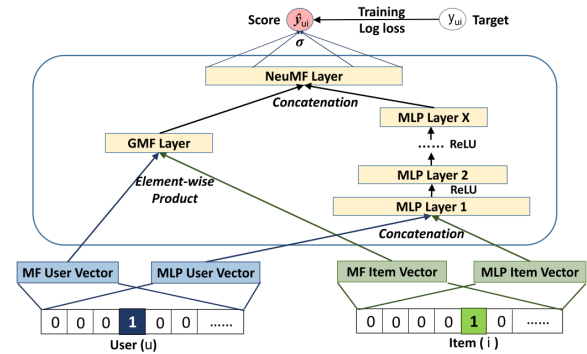 Score ŷui Training Log loss yui Target
σ
NeuMF Layer
Concatenation
MLP Layer X
GMF Layer
...... ReLU
Element-wise Product
MLP Layer 2
ReLU
MLP Layer 1
Concatenation
MF User Vector MLP User Vector MF Item Vector MLP Item Vector
0 0 0 1 0 0 ...... 0 0 0 0 1 0 ......
User (u) Item ( i )